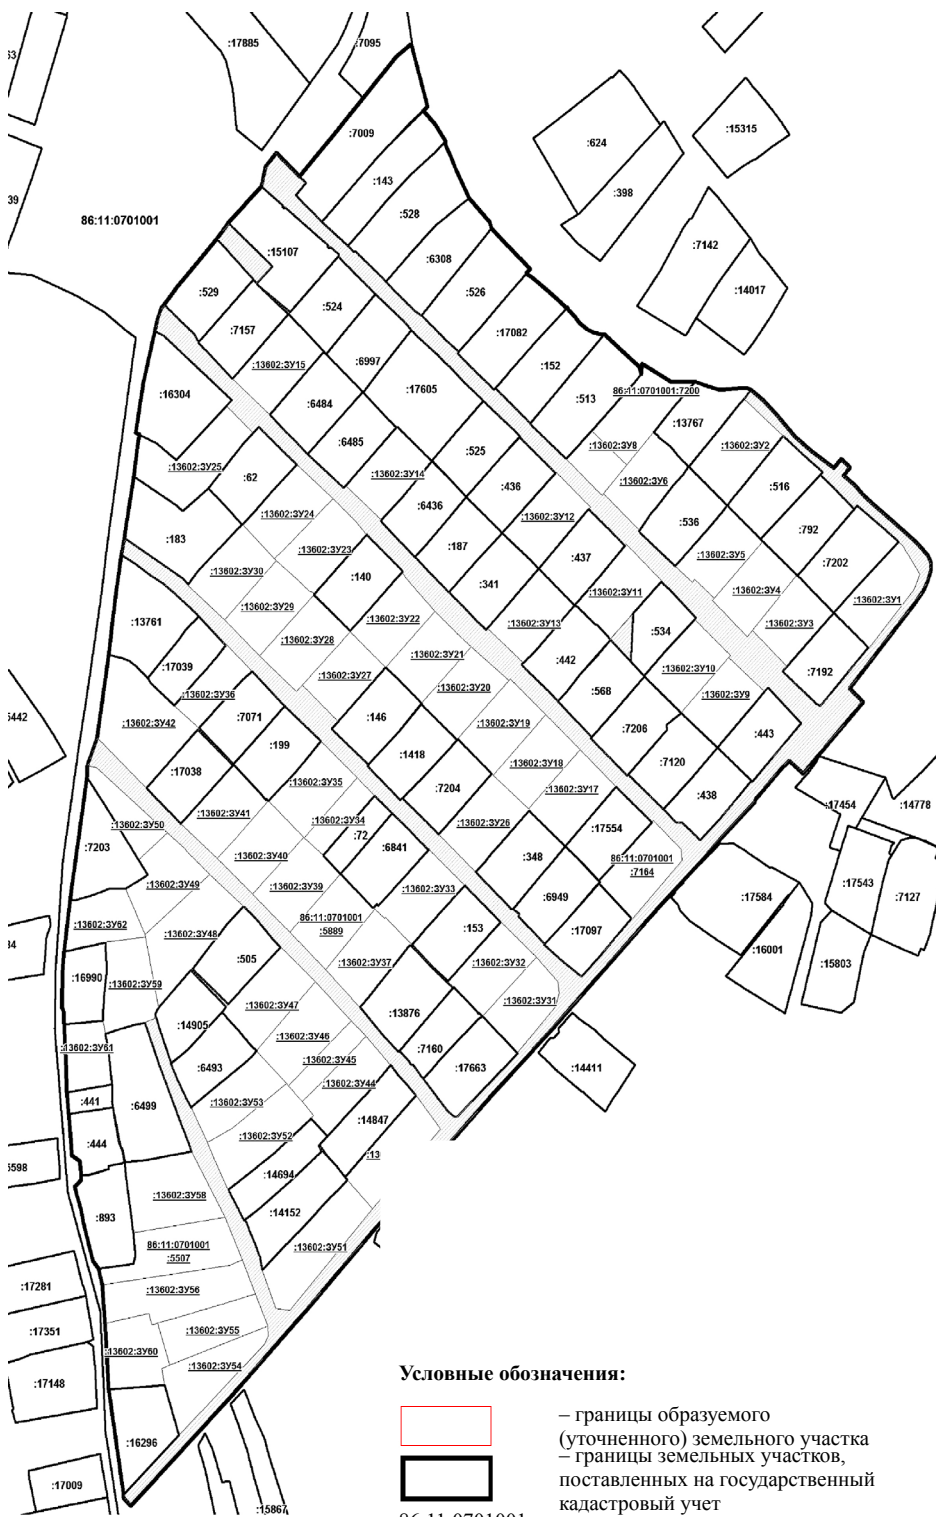 :17885
:7095
63
:7009
:624
:15315
:143
:398
39
86:11:0701001
:528
:7142
:15107
:6308
:14017
:529
:526
:524
:7157
:17082
:13602:ЗУ15
:6997
:152
:16304
:17605
:513
86:11:0701001:7200
:6484
:13767
:6485
:525
:13602:ЗУ8
:13602:ЗУ2
:13602:ЗУ25
:62
:13602:ЗУ14
:436
:13602:ЗУ6
:516
:6436
:13602:ЗУ24
:13602:ЗУ12
:536
:792
:183
:187
:13602:ЗУ23
:437
:13602:ЗУ5
:7202
:13602:ЗУ30
:140
:341
:13602:ЗУ11
:13602:ЗУ4
:13602:ЗУ1
:13602:ЗУ29
:13761
:13602:ЗУ22
:13602:ЗУ13
:13602:ЗУ3
:534
:13602:ЗУ28
:13602:ЗУ21
:442
:17039
:13602:ЗУ27
:13602:ЗУ10
:7192
:13602:ЗУ36
:13602:ЗУ20
:568
:13602:ЗУ9
:7071
:146
5442
:13602:ЗУ42
:13602:ЗУ19
:7206
:443
:199
:1418
:17038
:13602:ЗУ18
:7120
:13602:ЗУ35
:7204
:13602:ЗУ17
:438
:17454
:14778
:13602:ЗУ41
:13602:ЗУ34
:13602:ЗУ50
:13602:ЗУ26
:17554
:72
:7203
:6841
:13602:ЗУ40
:348
86:11:0701001
:7164
:13602:ЗУ49
:13602:ЗУ39
:13602:ЗУ33
:17543
:6949
:17584
:7127
86:11:0701001
:5889
:13602:ЗУ62
:153
:13602:ЗУ48
34
:17097
:16001
:505
:13602:ЗУ37
:13602:ЗУ32
:15803
:16990
:13602:ЗУ59
:13602:ЗУ47
:13602:ЗУ31
:13876
:14905
:13602:ЗУ46
:13602:ЗУ61
:7160
:13602:ЗУ45
:6493
:17663
:14411
:13602:ЗУ44
:441
:13602:ЗУ53
:6499
:14847
:444
:13602:ЗУ52
:13
5598
:14694
:13602:ЗУ58
:14152
:893
86:11:0701001
:5507
:13602:ЗУ51
:17281
:13602:ЗУ56
:17351
:13602:ЗУ55
:13602:ЗУ60
:13602:ЗУ54
:17148
:16296
:17009
:15867
Условные обозначения:
– границы образуемого
(уточненного) земельного участка
– границы земельных участков,
поставленных на государственный
кадастровый учет
86:11:0701001